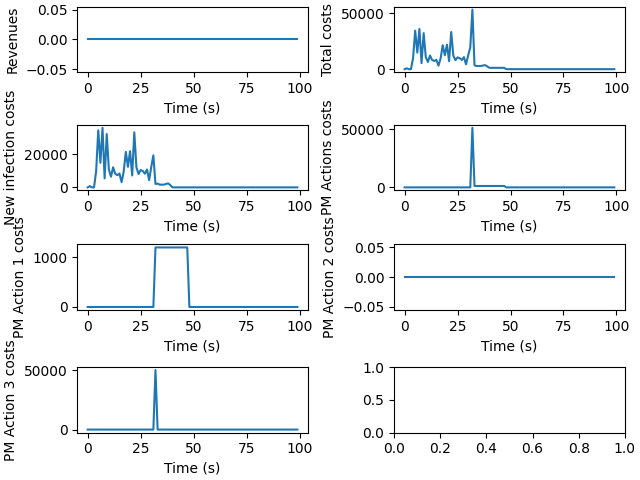 Revenues
0.05
0.00
−0.05
0 25 50 75 100
Time (s)
Total costs
50000
0
0 25 50 75 100
Time (s)
New infection costs
20000
0
0 25 50 75 100
Time (s)
PM Actions costs
50000
0
0 25 50 75 100
Time (s)
PM Action 1 costs
1000
0
0 25 50 75 100
Time (s)
PM Action 2 costs
0.05
0.00
−0.05
0 25 50 75 100
Time (s)
PM Action 3 costs
50000
0
0 25 50 75 100
Time (s)
1.0
0.5
0.0
0.0 0.2 0.4 0.6 0.8 1.0